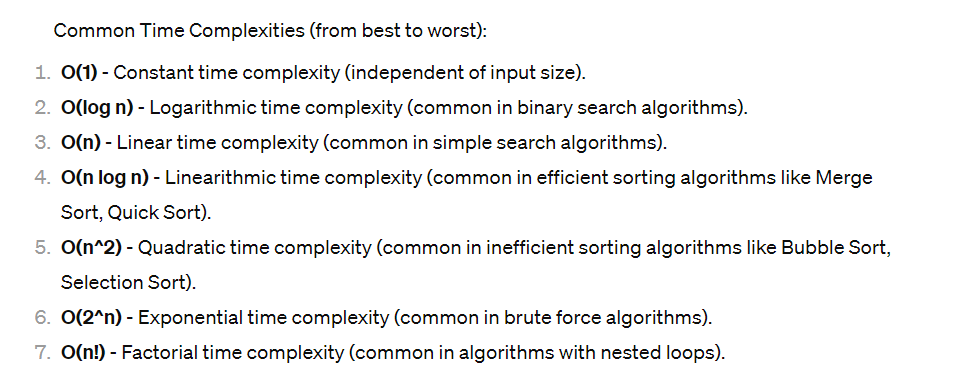 Common Time Complexities (from best to worst):
1. O(1) - Constant time complexity (independent of input size).
2. O(log n) - Logarithmic time complexity (common in binary search algorithms).
3. O(n) - Linear time complexity (common in simple search algorithms).
4. O(n log n) - Linearithmic time complexity (common in efficient sorting algorithms like Merge
Sort, Quick Sort).
5. O(n^2) - Quadratic time complexity (common in inefficient sorting algorithms like Bubble Sort,
Selection Sort).
6. O(2^n) - Exponential time complexity (common in brute force algorithms).
7. O(n!) - Factorial time complexity (common in algorithms with nested loops).